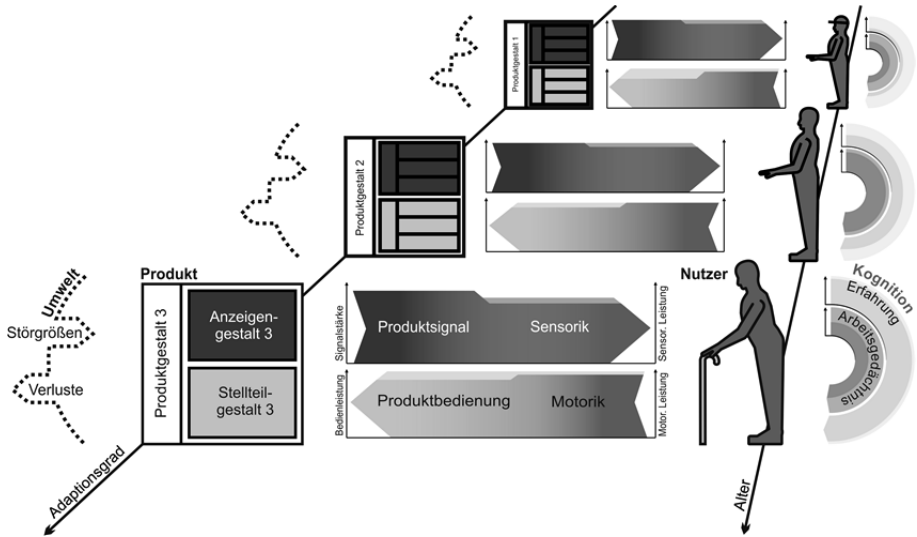 Produktgestalt 1
Produktgestalt 2
Umwelt
Störgrößen
Verluste
Produkt
Produktgestalt 3
Anzeigen-
gestalt 3
Stellteil-
gestalt 3
Signalstärke
Produktsignal
Sensorik
Sensor. Leistung
Bedienleistung
Produktbedienung
Motorik
Motor. Leistung
Nutzer
Kognition
Erfahrung
Arbeitsgedächtnis
Adaptionsgrad
Alter